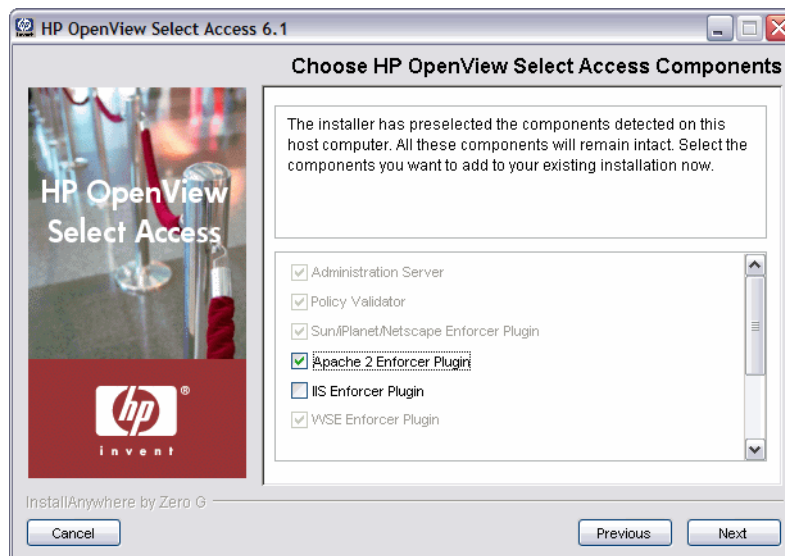 HP OpenView Select Access 6.1
Choose HP OpenView Select Access Components
The installer has preselected the components detected on this
host computer. All these components will remain intact. Select the
components you want to add to your existing installation now.
HP OpenView
Select Access
Administration Server
Policy Validator
Sun/iPlanet/Netscape Enforcer Plugin
Apache 2 Enforcer Plugin
IIS Enforcer Plugin
WSE Enforcer Plugin
hp ®
invent
InstallAnywhere by Zero G
Cancel
Previous
Next